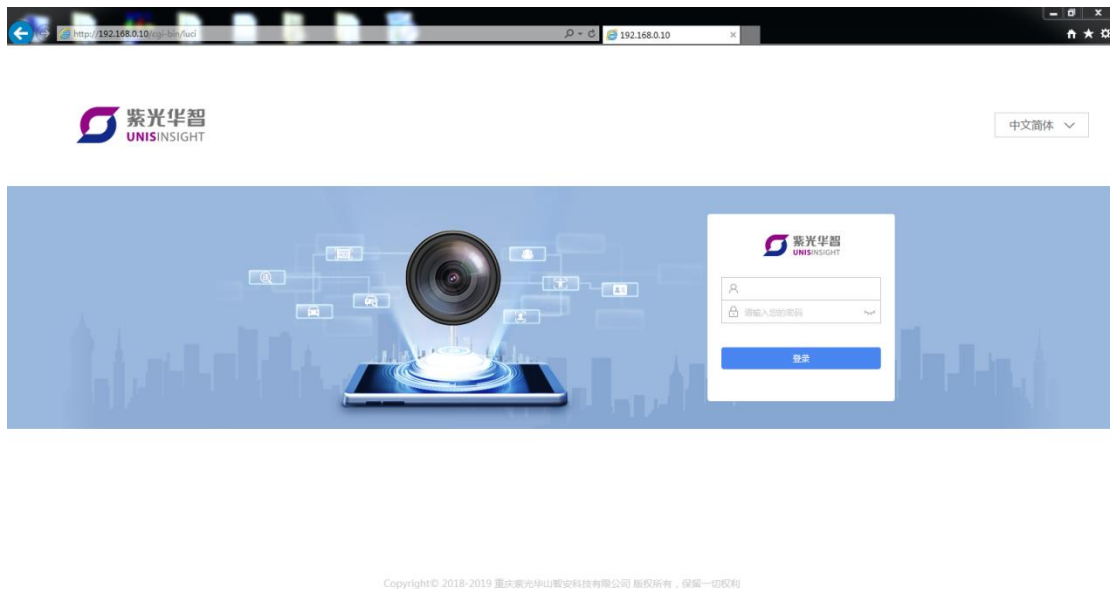 http://192.168.0.10/cgi-bin/luci
192.168.0.10
紫光华智
UNISINSIGHT
中文简体
紫光华智
UNISINSIGHT
请输入您的密码
登录
Copyright© 2018-2019 重庆紫光华山智安科技有限公司 版权所有，保留一切权利